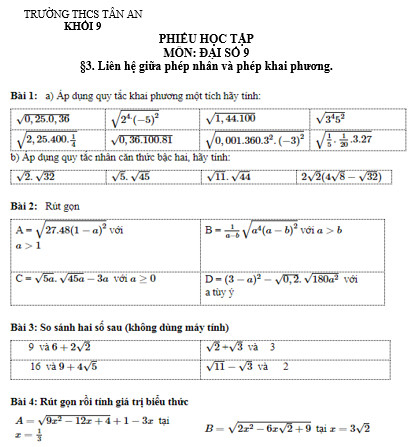 TRƯỜNG THCS TÂN AN
KHỐI 9
PHIẾU HỌC TẬP
MÔN: ĐẠI SỐ 9
§3. Liên hệ giữa phép nhân và phép khai phương.
Bài 1: a) Áp dụng quy tắc khai phương một tích hãy tính:
√0,25.0,36 √(2⁴.(−5)²) √1,44.100 √(3⁴5²)
√(2,25.400.1/4) √0,36.100.81 √(0,001.360.3².(−3)²) √(1/5 . 1/20 .3.27)
b) Áp dụng quy tắc nhân căn thức bậc hai, hãy tính:
√2.√32 √5.√45 √11.√44 2√2(4√8 − √32)
Bài 2: Rút gọn
A = √(27.48(1 − a)²) với a > 1
B = 1/(a−b) √(a⁴(a − b)²) với a > b
C = √5a. √45a − 3a với a ≥ 0
D = (3 − a)² − √0,2. √(180a²) với a tùy ý
Bài 3: So sánh hai số sau (không dùng máy tính)
9 và 6 + 2√2 √2 +√3 và 3
16 và 9 + 4√5 √11 − √3 và 2
Bài 4: Rút gọn rồi tính giá trị biểu thức
A = √(9x² − 12x + 4) + 1 − 3x tại x = 1/3
B = √(2x² − 6x√2 + 9) tại x = 3√2